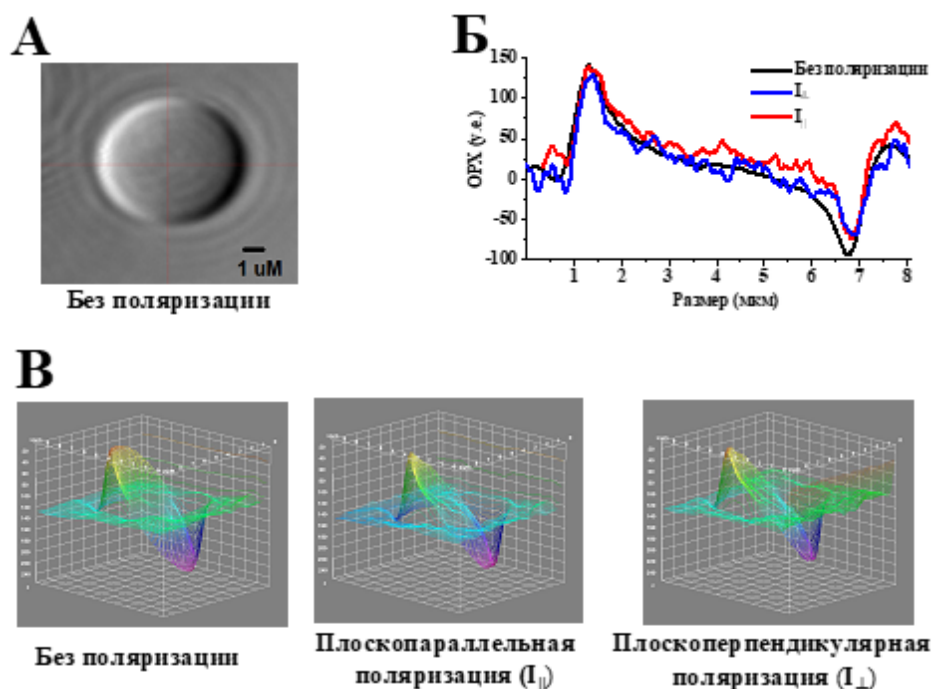 А
1 uM
Без поляризации
Б
150
100
50
0
-50
-100
ОРХ (у.е.)
1 2 3 4 5 6 7 8
Размер (мкм)
Без поляризации
I⊥
I||
В
Без поляризации
Плоскопараллельная
поляризация (I||)
Плоскоперпендикулярная
поляризация (I⊥)